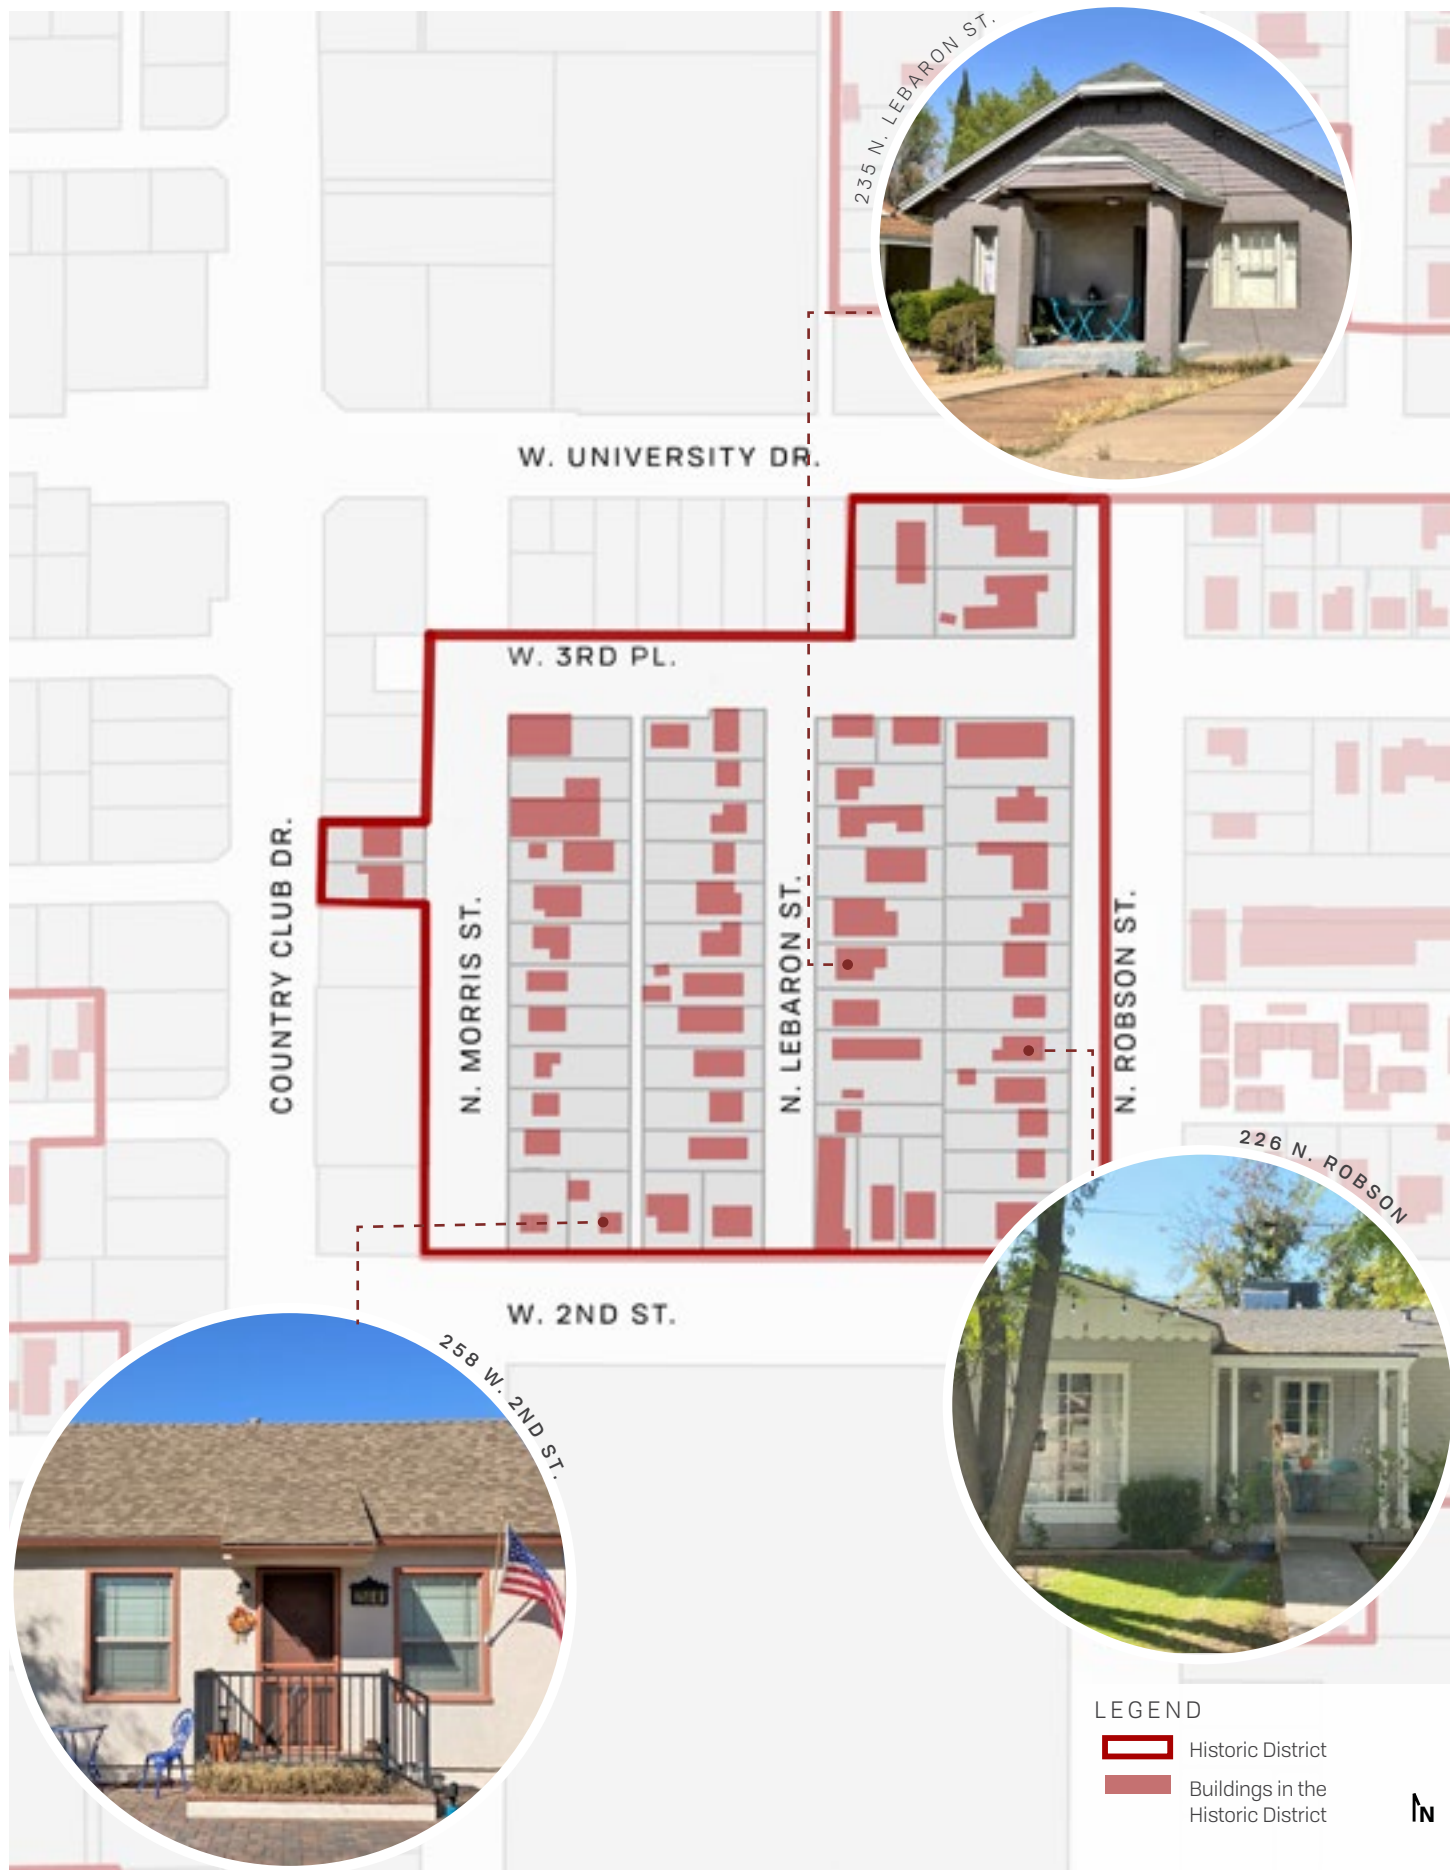 235 N. LEBARON ST.
W. UNIVERSITY DR.
W. 3RD PL.
COUNTRY CLUB DR.
N. MORRIS ST.
N. LEBARON ST.
N. ROBSON ST.
226 N. ROBSON
W. 2ND ST.
258 W. 2ND ST.
LEGEND
Historic District
Buildings in the
Historic District
N